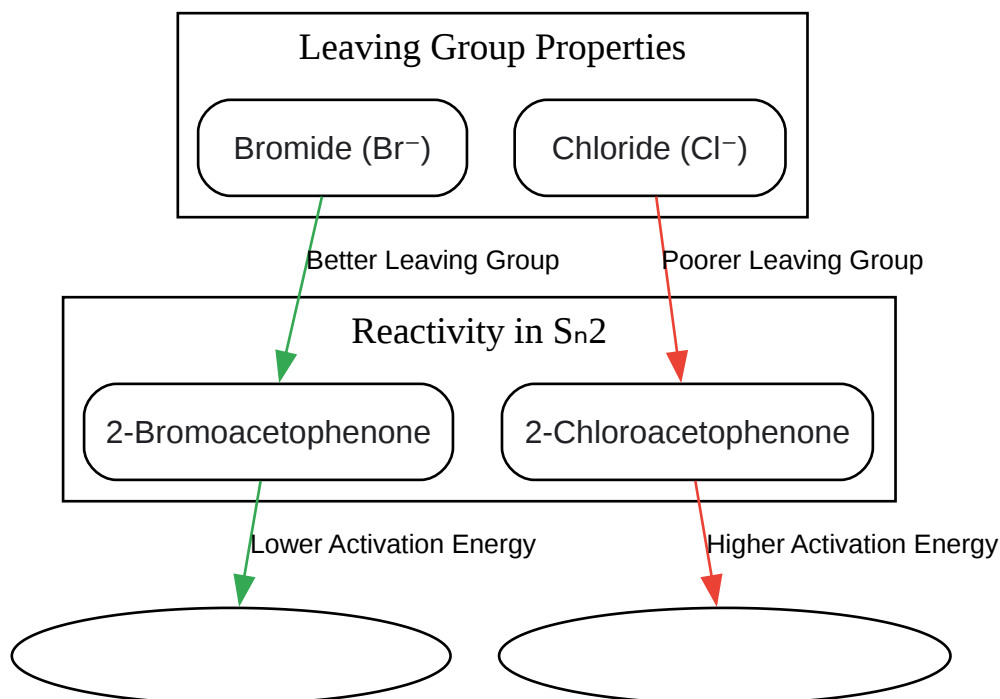 Leaving Group Properties
Bromide (Br⁻)
Chloride (Cl⁻)
Better Leaving Group
Poorer Leaving Group
Reactivity in Sₙ2
2-Bromoacetophenone
2-Chloroacetophenone
Lower Activation Energy
Higher Activation Energy